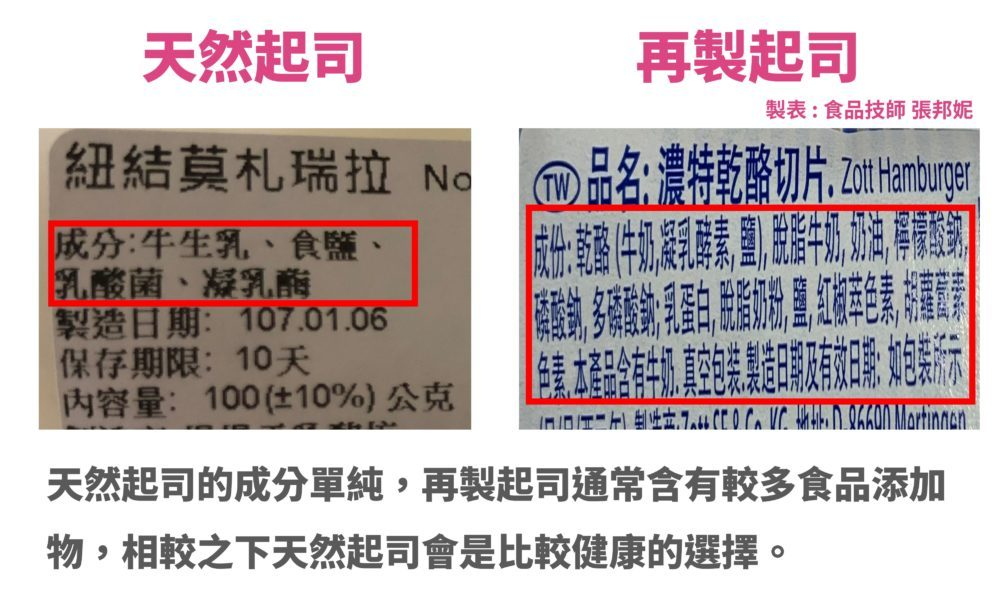 天然起司
再製起司
製表：食品技師 張邦妮
紐結莫札瑞拉 No
成分:牛生乳、食鹽、
乳酸菌、凝乳酶
製造日期: 107.01.06
保存期限: 10天
內容量: 100(±10%)公克
TW 品名: 濃特乾酪切片. Zott Hamburger
成份: 乾酪 (牛奶,凝乳酵素, 鹽), 脫脂牛奶, 奶油, 檸檬酸鈉,
磷酸鈉, 多磷酸鈉, 乳蛋白, 脫脂奶粉, 鹽, 紅椒萃色素, 胡蘿蔔素
色素, 本產品含有牛奶. 真空包装. 製造日期及有效日期: 如包裝所示
Zott SE & Co. KG, 地址: D-86690 Mertingen
天然起司的成分單純，再製起司通常含有較多食品添加
物，相較之下天然起司會是比較健康的選擇。